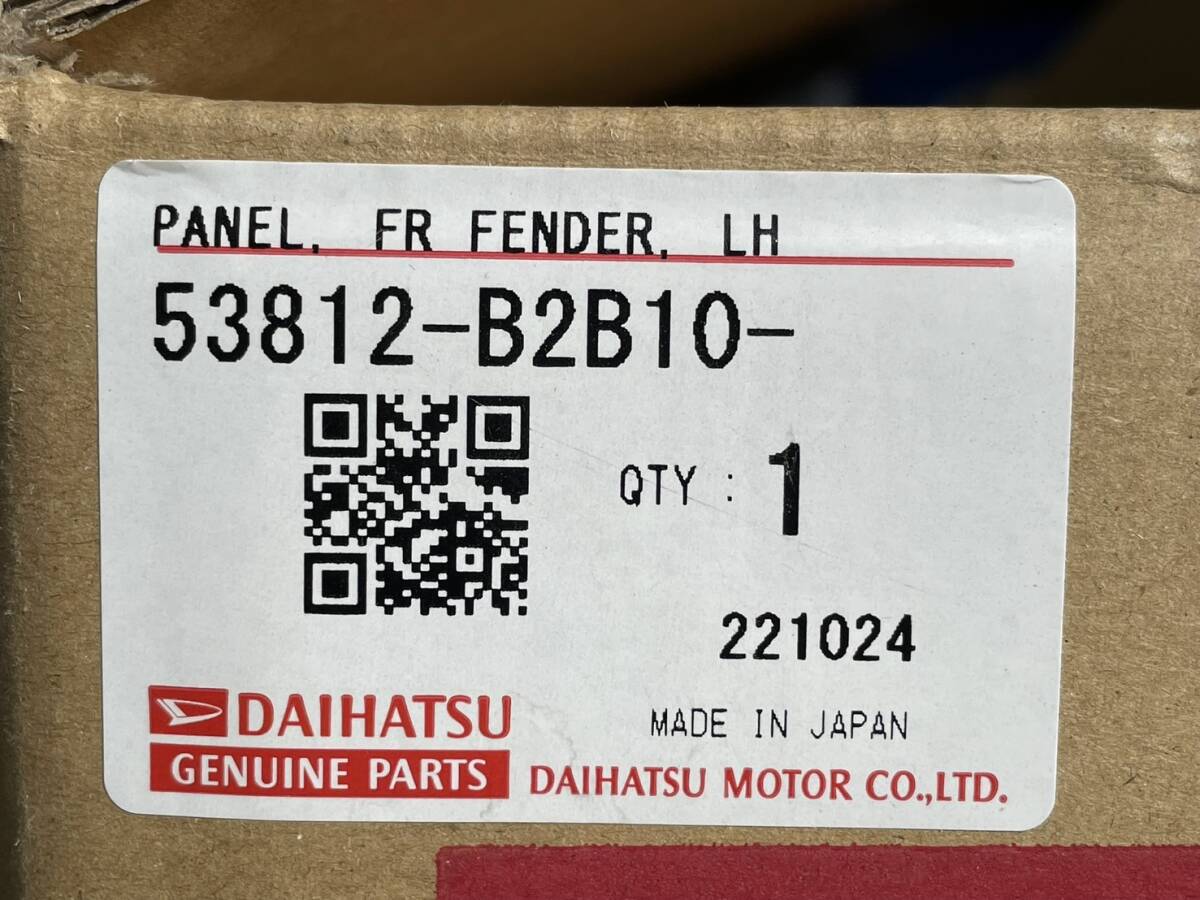 PANEL, FR FENDER, LH
53812-B2B10-
QTY : 1
221024
MADE IN JAPAN
DAIHATSU
GENUINE PARTS
DAIHATSU MOTOR CO.,LTD.